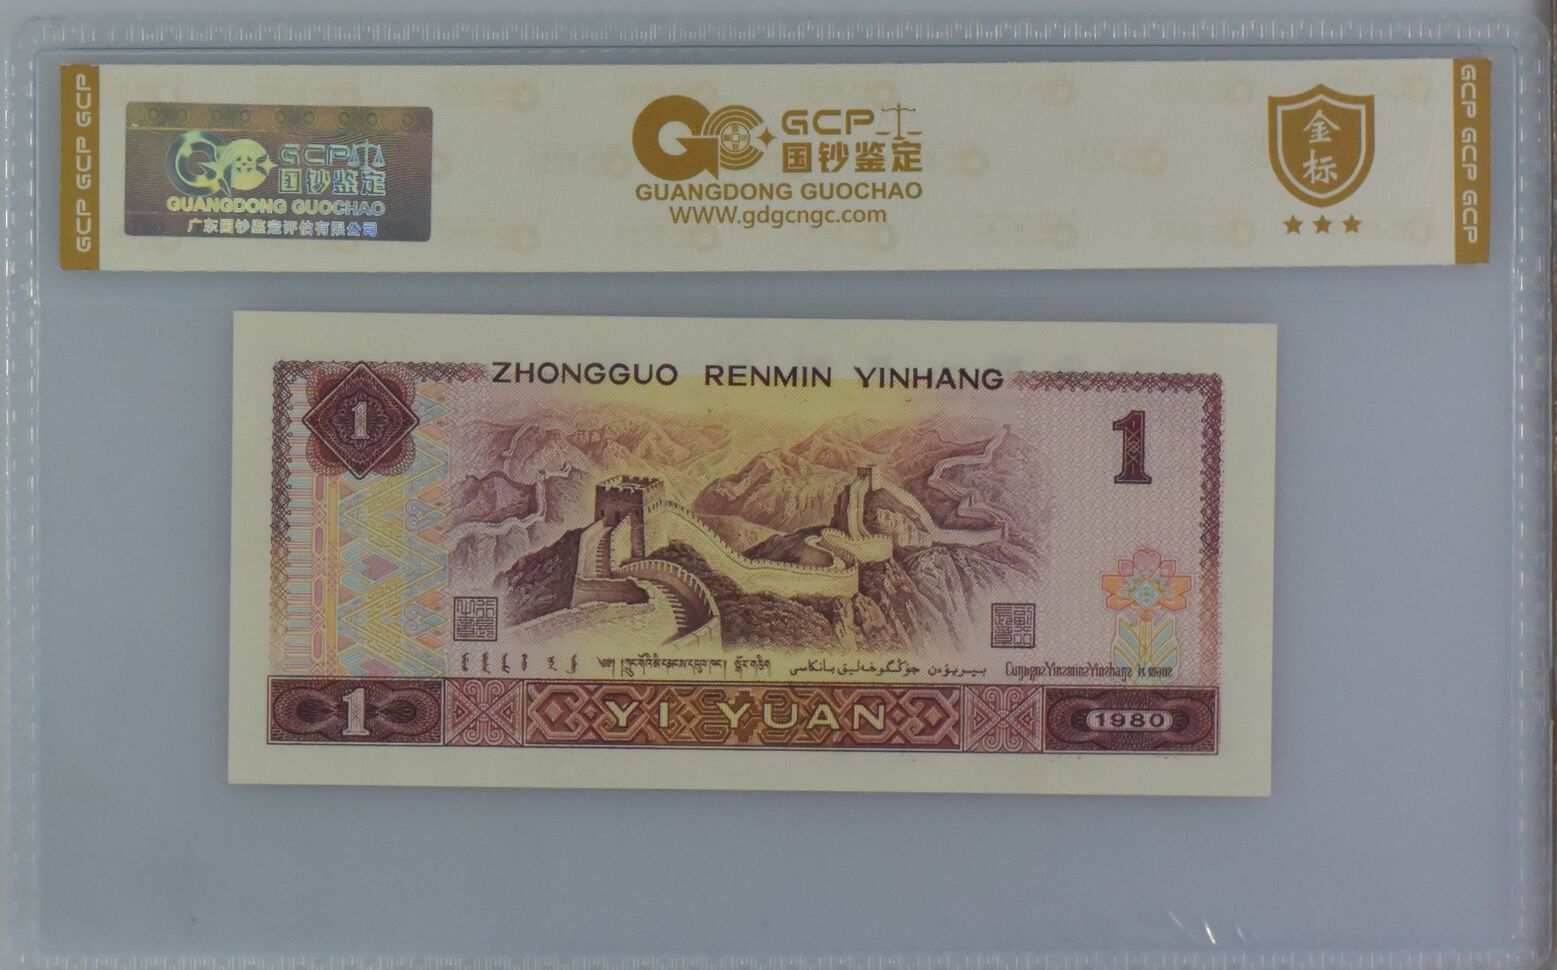 GCP GCP GCP
GCP
国钞鉴定
GUANGDONG GUOCHAO
广东国钞鉴定评估有限公司
GCP
国钞鉴定
GUANGDONG GUOCHAO
WWW.gdgcngc.com
金标
GCP GCP GCP
ZHONGGUO RENMIN YINHANG
1
1
1
YI YUAN
1980